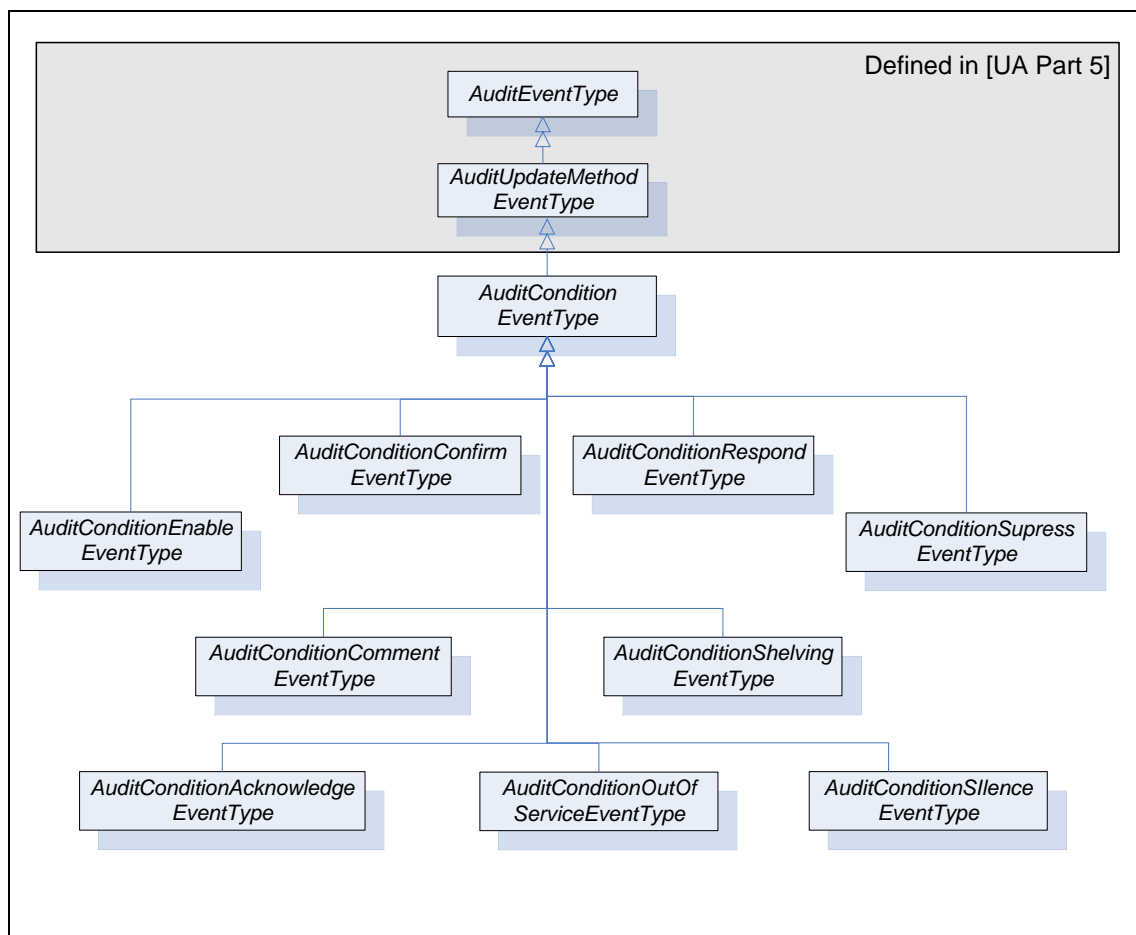 Defined in [UA Part 5]
AuditEventType
AuditUpdateMethod
EventType
AuditCondition
EventType
AuditConditionConfirm
EventType
AuditConditionRespond
EventType
AuditConditionEnable
EventType
AuditConditionSupress
EventType
AuditConditionComment
EventType
AuditConditionShelving
EventType
AuditConditionAcknowledge
EventType
AuditConditionOutOf
ServiceEventType
AuditConditionSIlence
EventType